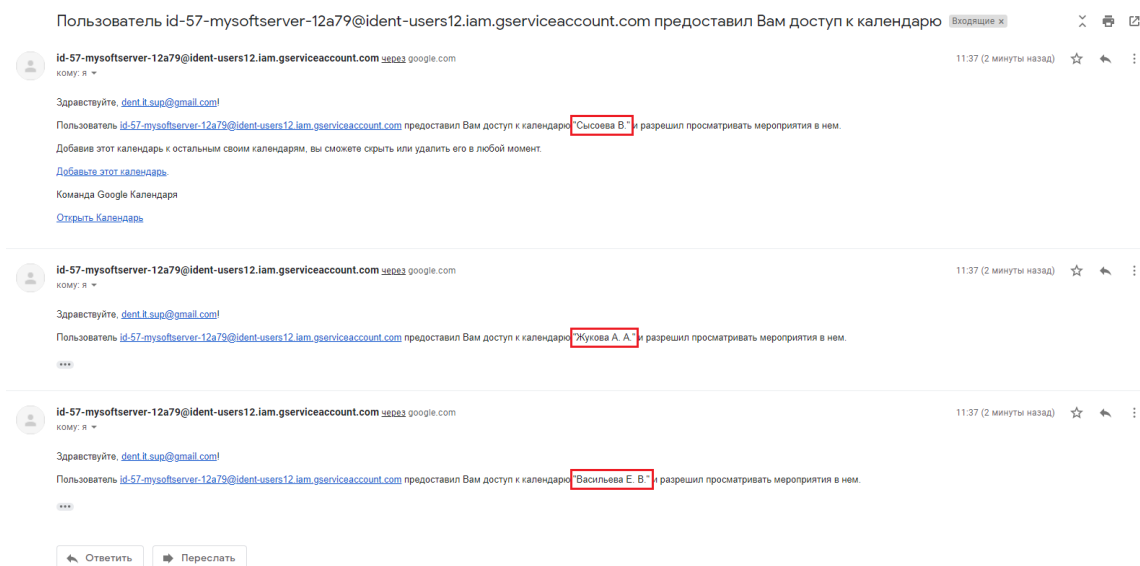 Пользователь id-57-mysoftserver-12a79@ident-users12.iam.gserviceaccount.com предоставил Вам доступ к календарю Входящие x
id-57-mysoftserver-12a79@ident-users12.iam.gserviceaccount.com через google.com 11:37 (2 минуты назад)
кому: я
Здравствуйте, dent.it.sup@gmail.com!
Пользователь id-57-mysoftserver-12a79@ident-users12.iam.gserviceaccount.com предоставил Вам доступ к календарю "Сысоева В." и разрешил просматривать мероприятия в нем.
Добавив этот календарь к остальным своим календарям, вы сможете скрыть или удалить его в любой момент.
Добавьте этот календарь.
Команда Google Календаря
Открыть Календарь
id-57-mysoftserver-12a79@ident-users12.iam.gserviceaccount.com через google.com 11:37 (2 минуты назад)
кому: я
Здравствуйте, dent.it.sup@gmail.com!
Пользователь id-57-mysoftserver-12a79@ident-users12.iam.gserviceaccount.com предоставил Вам доступ к календарю "Жукова А. А." и разрешил просматривать мероприятия в нем.
id-57-mysoftserver-12a79@ident-users12.iam.gserviceaccount.com через google.com 11:37 (2 минуты назад)
кому: я
Здравствуйте, dent.it.sup@gmail.com!
Пользователь id-57-mysoftserver-12a79@ident-users12.iam.gserviceaccount.com предоставил Вам доступ к календарю "Васильева Е. В." и разрешил просматривать мероприятия в нем.
Ответить Переслать